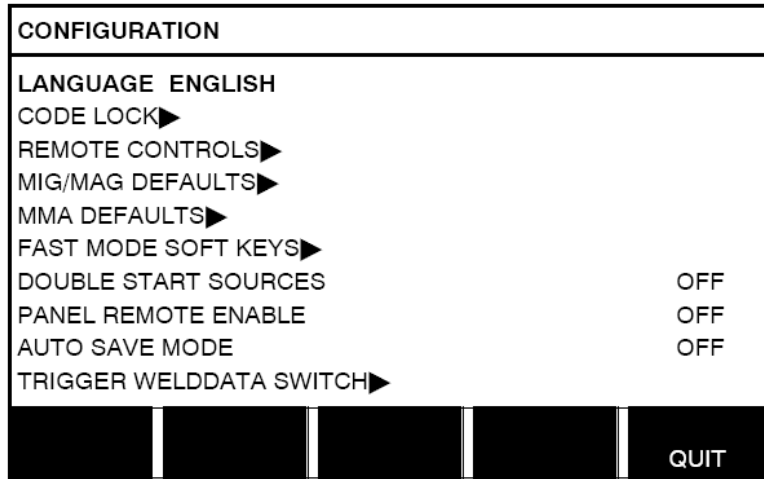 CONFIGURATION
LANGUAGE ENGLISH
CODE LOCK▶
REMOTE CONTROLS▶
MIG/MAG DEFAULTS▶
MMA DEFAULTS▶
FAST MODE SOFT KEYS▶
DOUBLE START SOURCES OFF
PANEL REMOTE ENABLE OFF
AUTO SAVE MODE OFF
TRIGGER WELDDATA SWITCH▶
QUIT